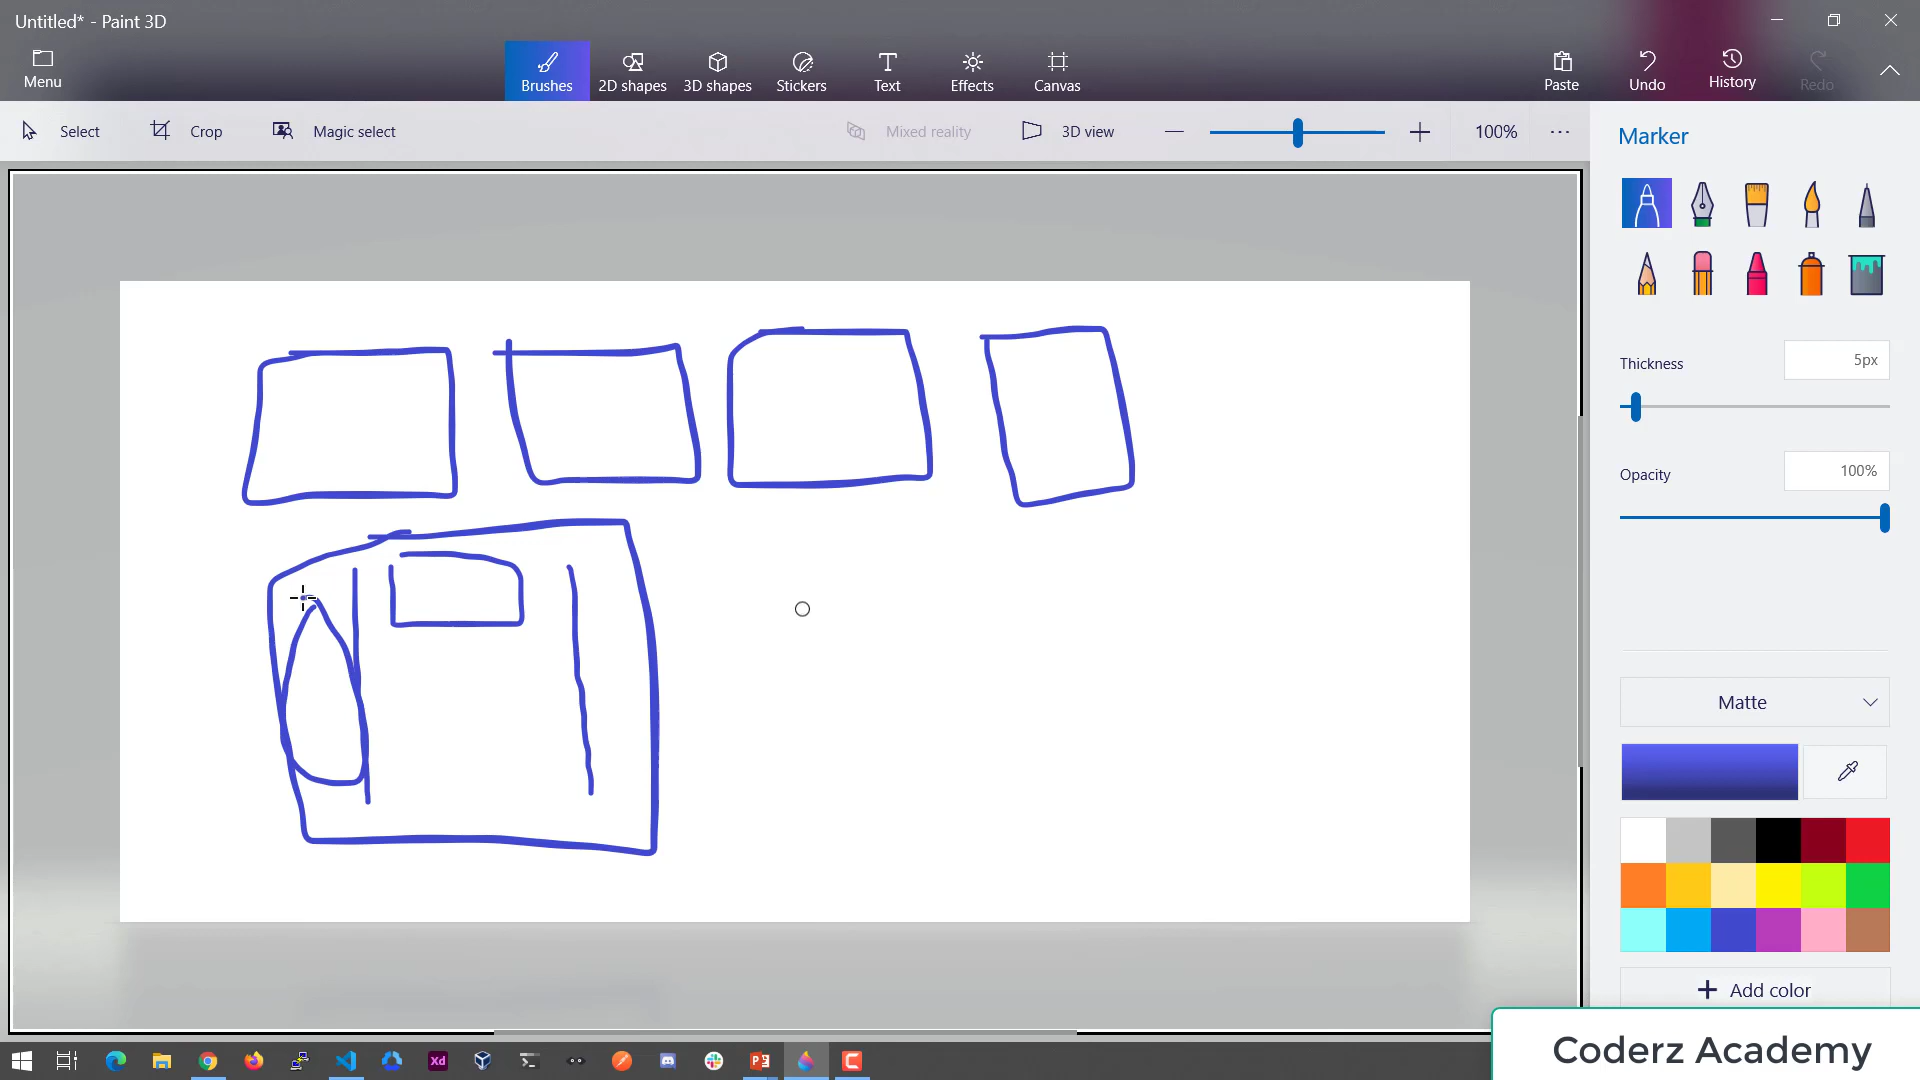 Untitled* - Paint 3D
Menu
Brushes
2D shapes
3D shapes
Stickers
Text
Effects
Canvas
Paste
Undo
History
Redo
Select
Crop
Magic select
Mixed reality
3D view
100%
Marker
Thickness
5px
Opacity
100%
Matte
Add color
Xd
Coderz Academy